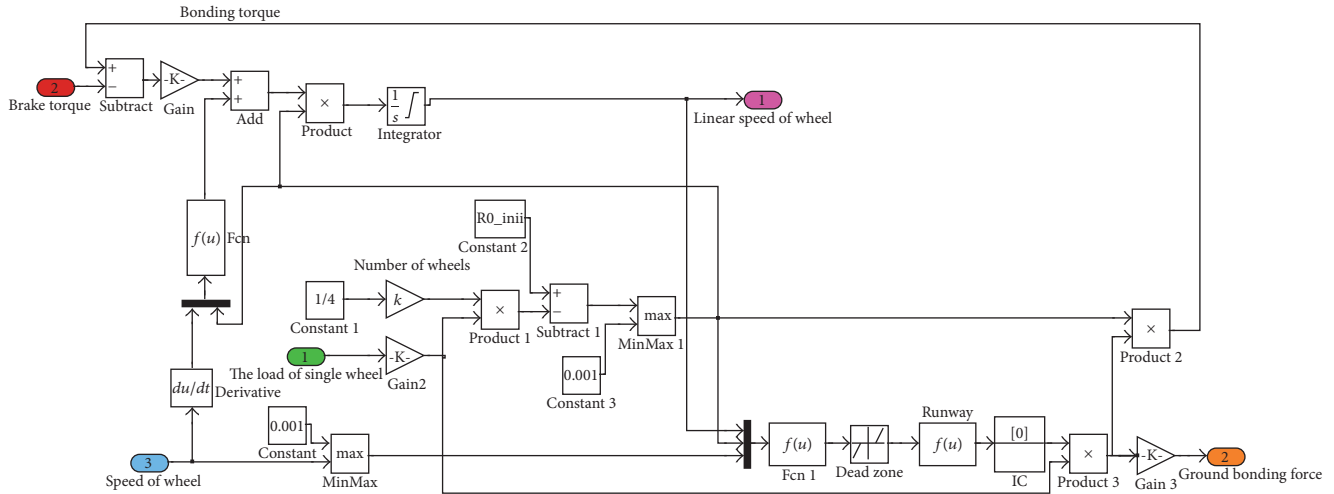 Bonding torque
+
−
2
Brake torque
Subtract
-K-
Gain
+
+
Add
×
Product
1/s
Integrator
1
Linear speed of wheel
f(u)
Fcn
R0_inii
Constant 2
Number of wheels
1/4
Constant 1
k
×
Product 1
+
−
Subtract 1
max
MinMax 1
×
Product 2
1
The load of single wheel
-K-
Gain2
0.001
Constant 3
du/dt
Derivative
0.001
Constant
max
MinMax
3
Speed of wheel
f(u)
Fcn 1
Dead zone
Runway
f(u)
[0]
IC
×
Product 3
-K-
Gain 3
2
Ground bonding force